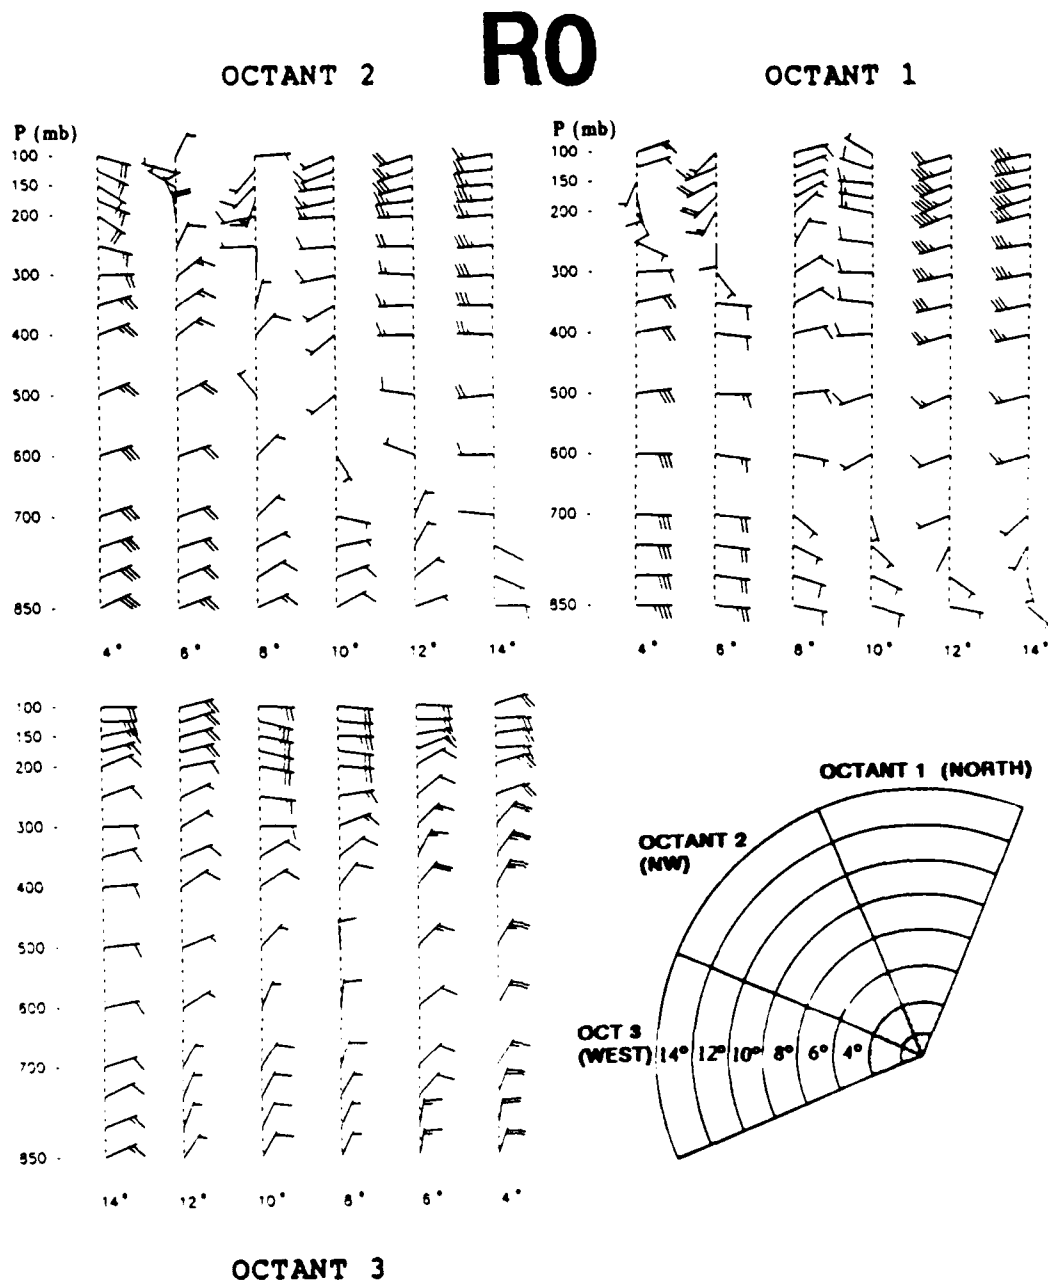 R0
OCTANT 2
OCTANT 1
P (mb)
100
150
200
300
400
500
600
700
850
4° 6° 8° 10° 12° 14°
P (mb)
100
150
200
300
400
500
600
700
850
4° 6° 8° 10° 12° 14°
100
150
200
300
400
500
600
700
850
14° 12° 10° 8° 6° 4°
OCTANT 3
OCTANT 1 (NORTH)
OCTANT 2
(NW)
OCT 3
(WEST) 14° 12° 10° 8° 6° 4°